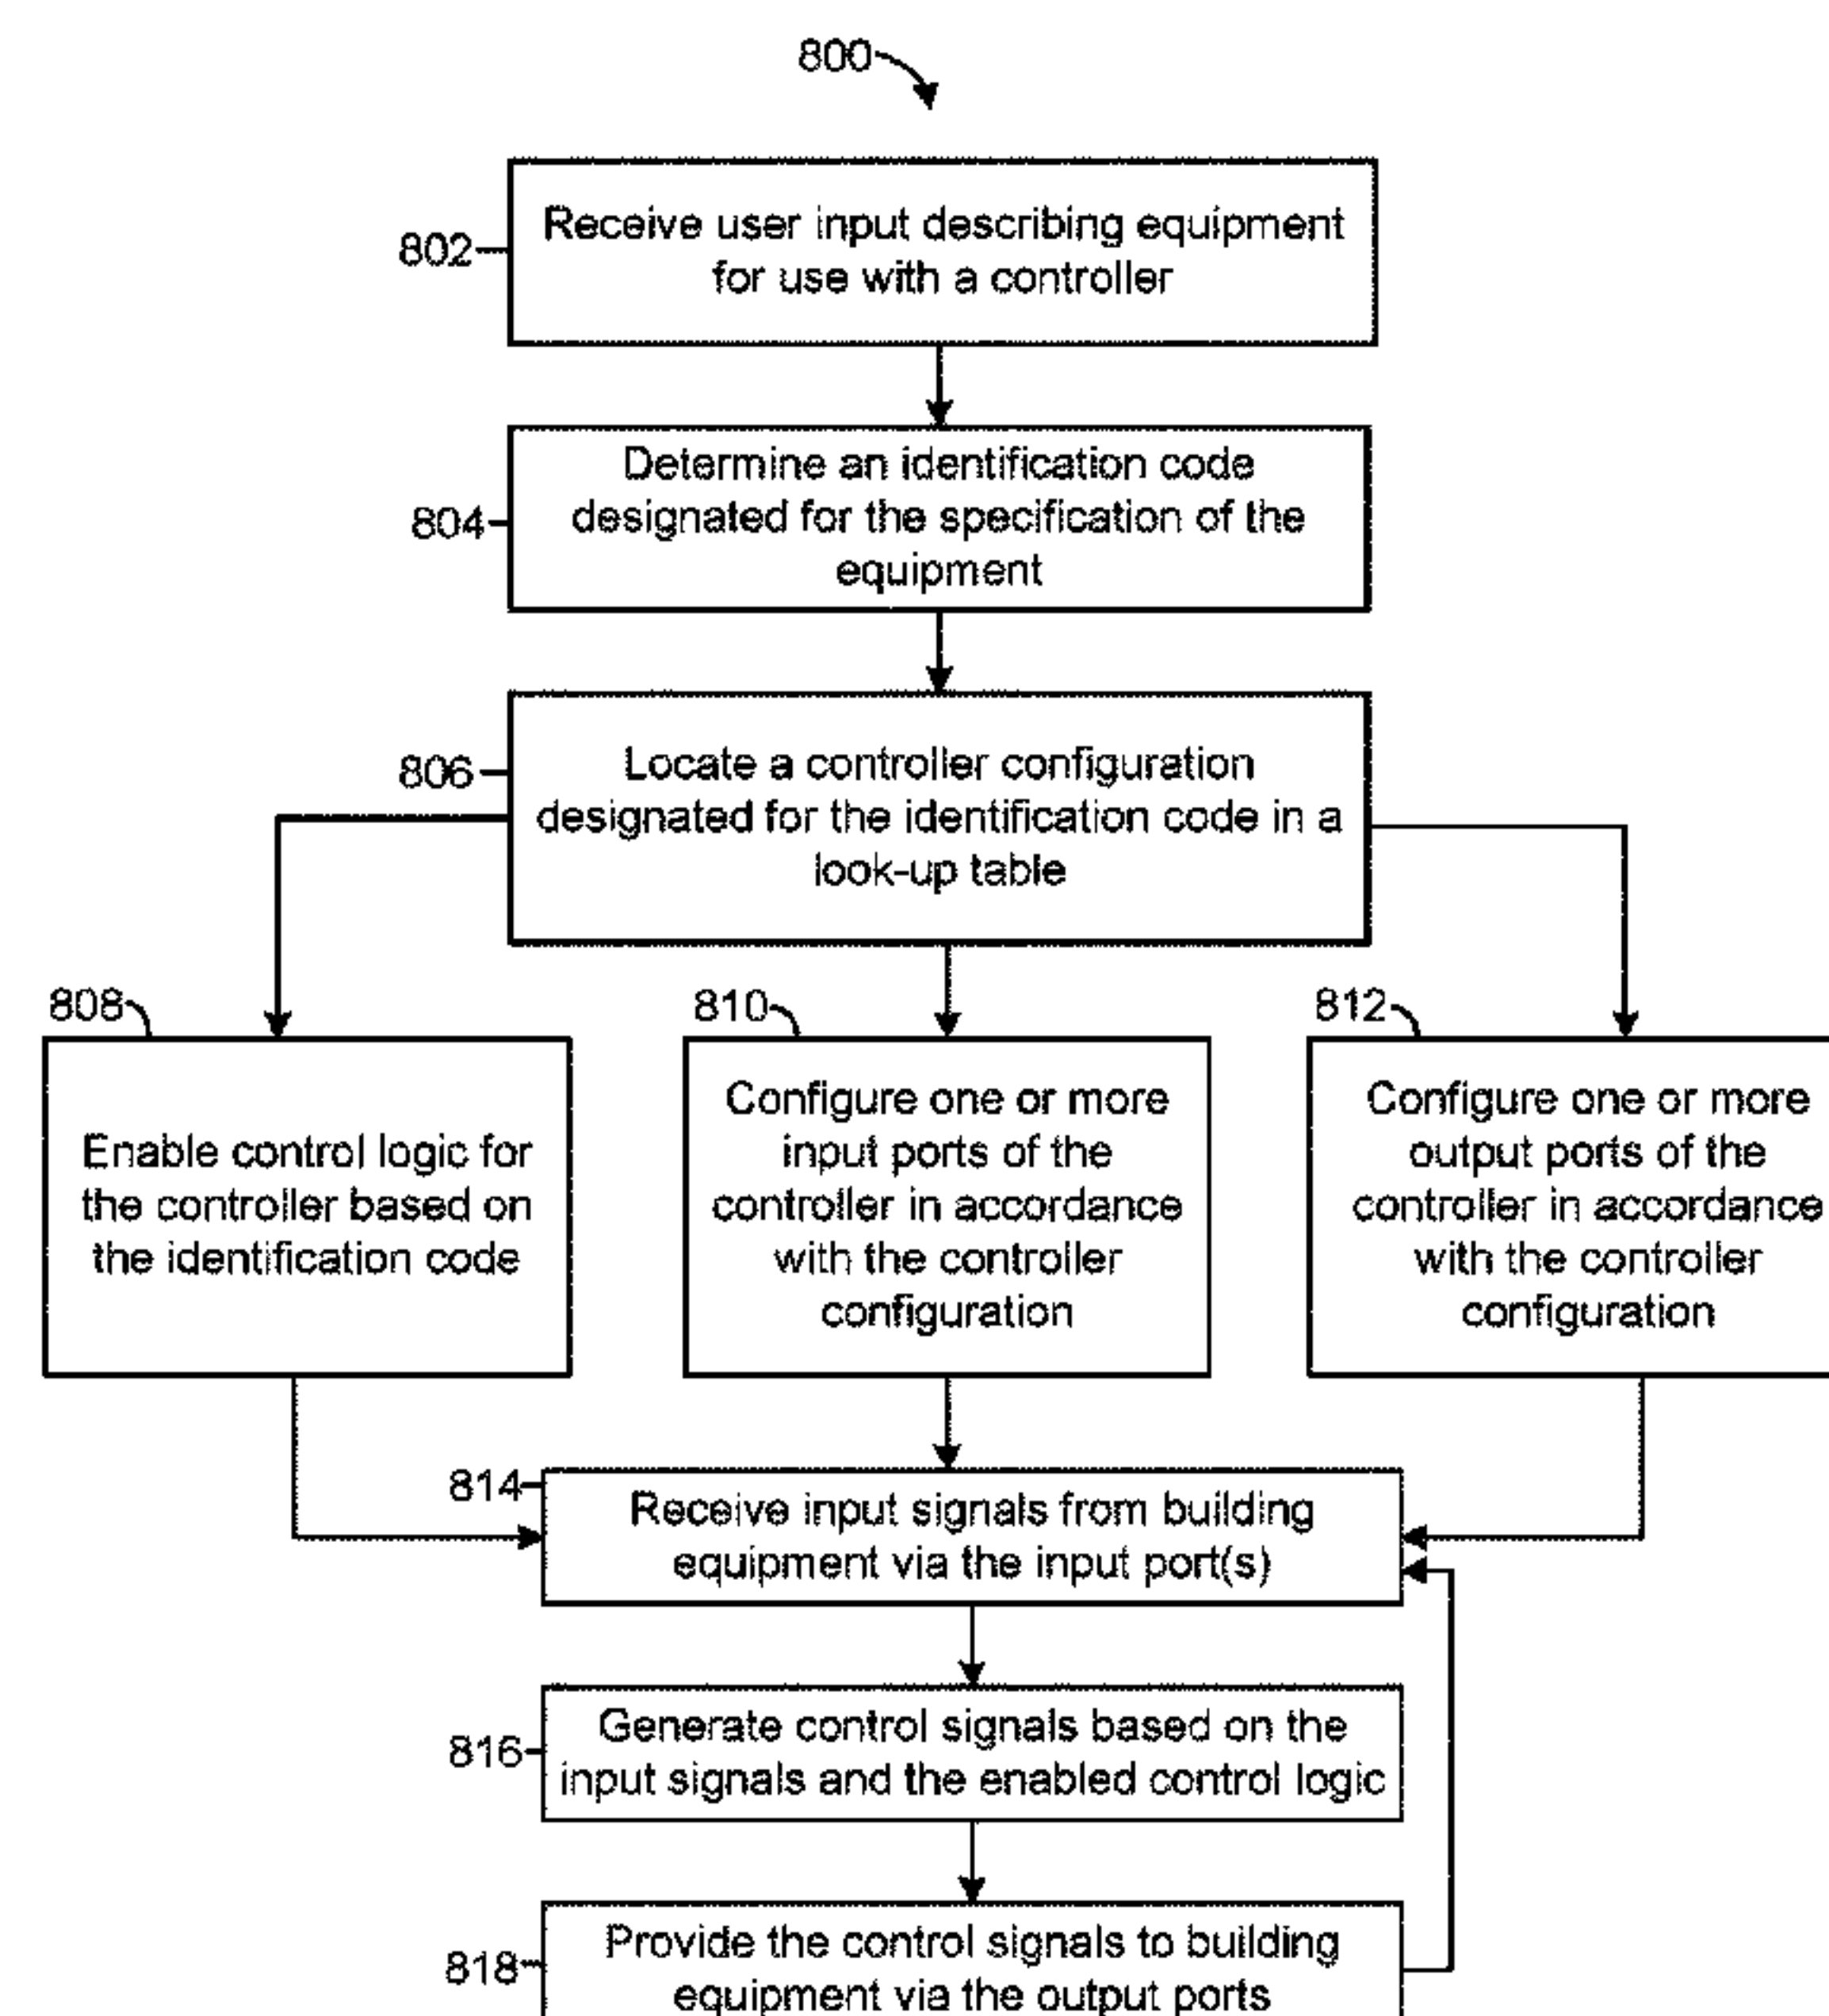 800
802
Receive user input describing equipment
for use with a controller
804
Determine an identification code
designated for the specification of the
equipment
806
Locate a controller configuration
designated for the identification code in a
look-up table
808
Enable control logic for
the controller based on
the identification code
810
Configure one or more
input ports of the
controller in accordance
with the controller
configuration
812
Configure one or more
output ports of the
controller in accordance
with the controller
configuration
814
Receive input signals from building
equipment via the input port(s)
816
Generate control signals based on the
input signals and the enabled control logic
818
Provide the control signals to building
equipment via the output ports